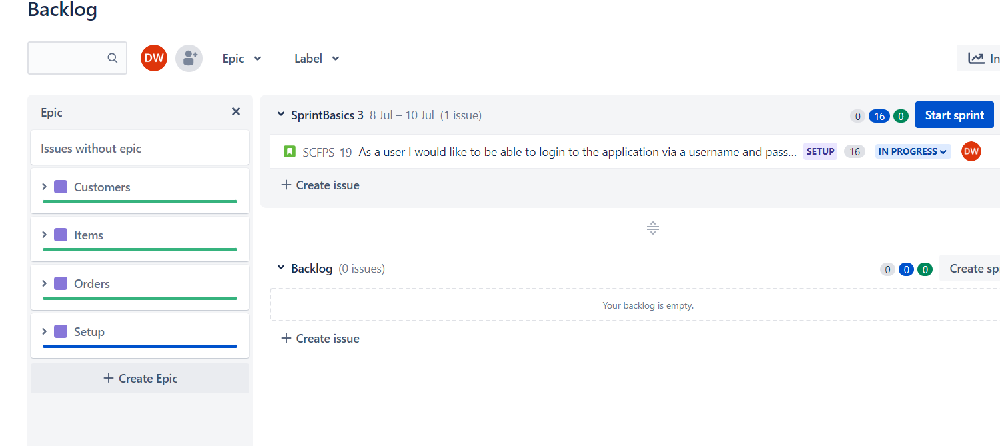 Backlog
DW
Epic
Label
In
Epic
Issues without epic
Customers
Items
Orders
Setup
+ Create Epic
SprintBasics 3 8 Jul – 10 Jul (1 issue)
0 16 0 Start sprint
SCFPS-19 As a user I would like to be able to login to the application via a username and pass... SETUP 16 IN PROGRESS DW
+ Create issue
Backlog (0 issues)
0 0 0 Create sp
Your backlog is empty.
+ Create issue